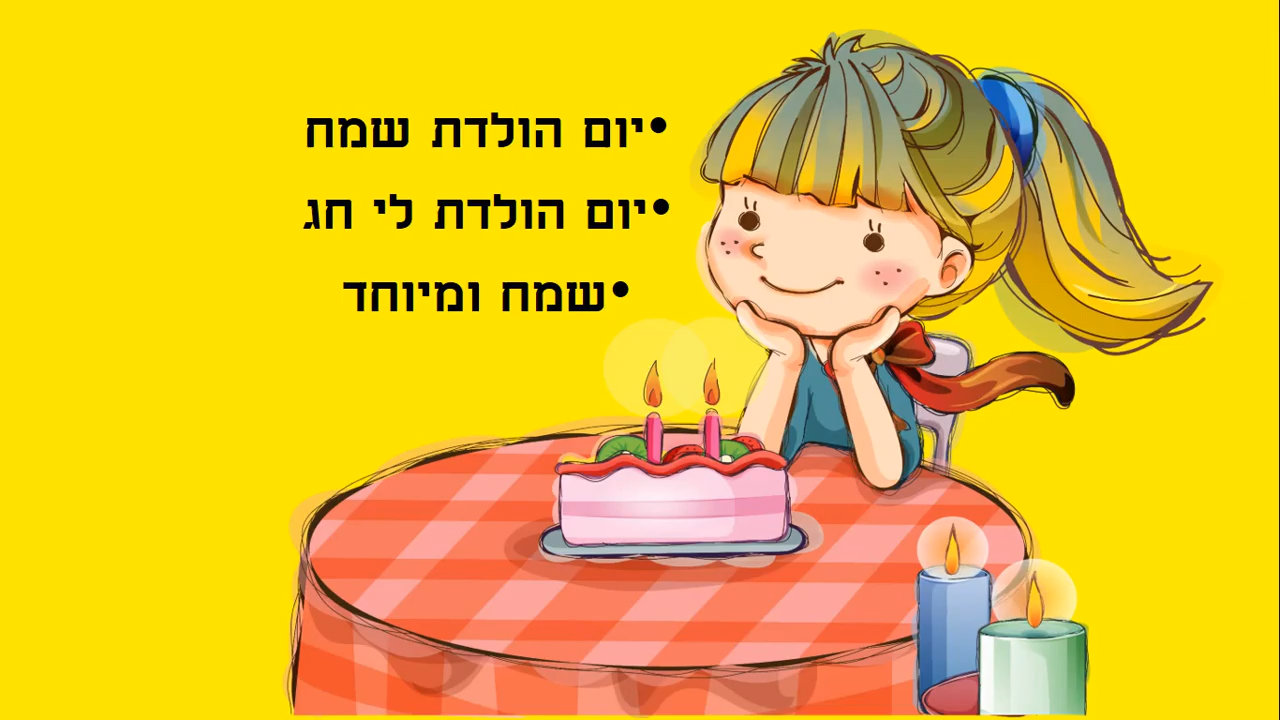 •יום הולדת שמח
•יום הולדת לי חג
•שמח ומיוחד